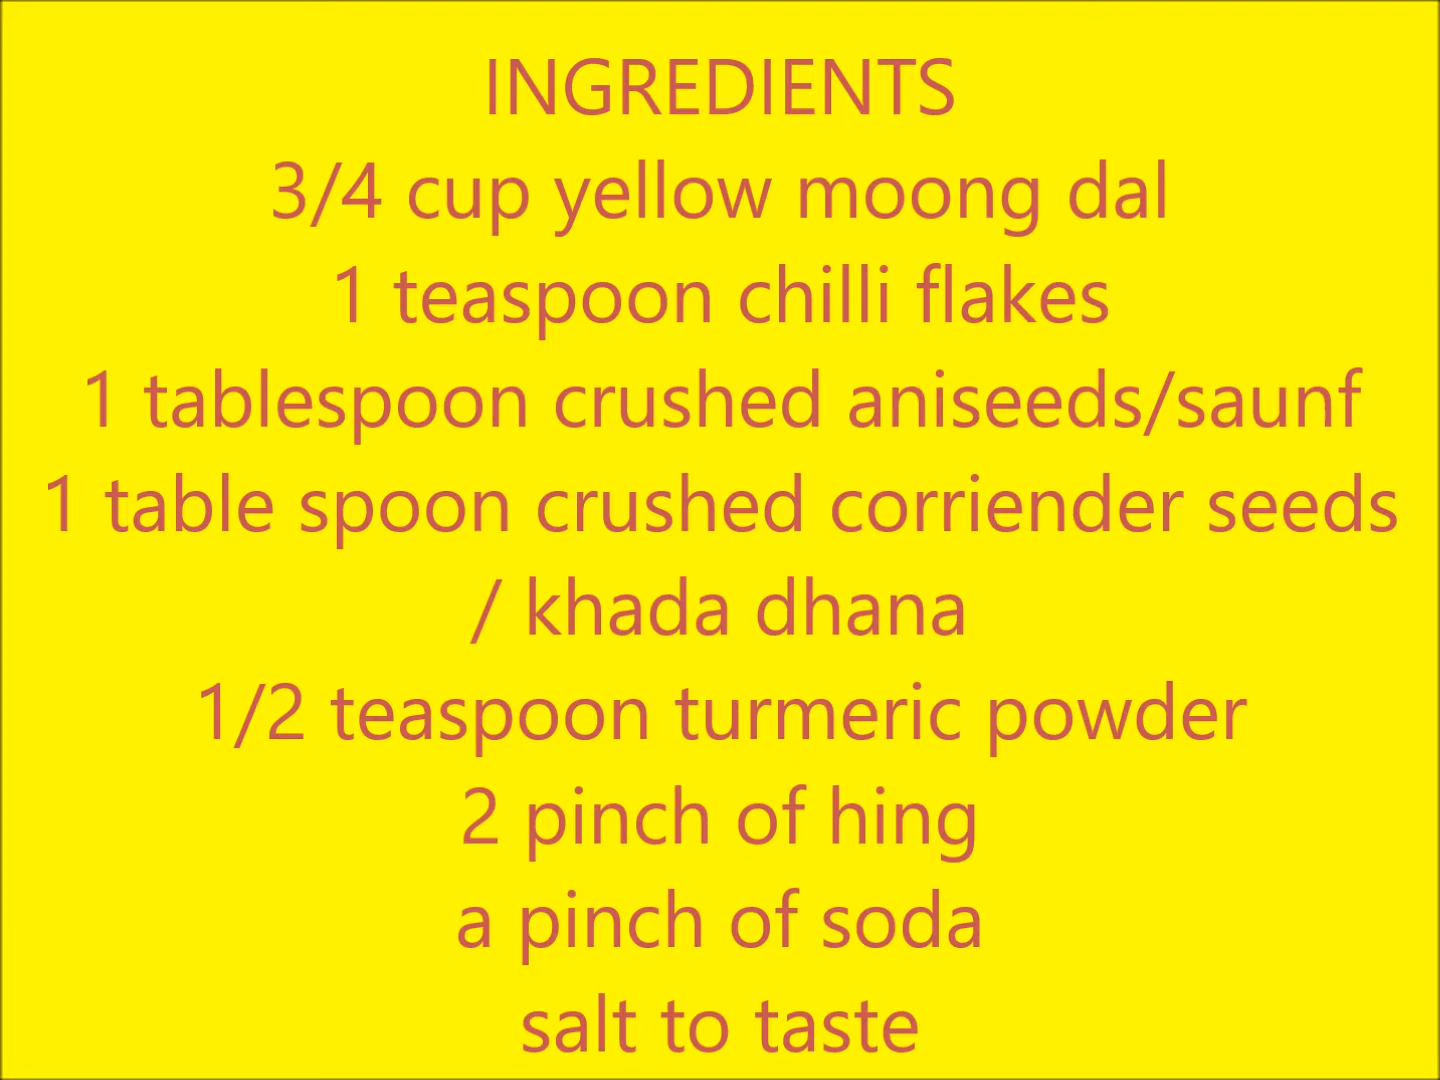 INGREDIENTS
3/4 cup yellow moong dal
1 teaspoon chilli flakes
1 tablespoon crushed aniseeds/saunf
1 table spoon crushed corriender seeds
/ khada dhana
1/2 teaspoon turmeric powder
2 pinch of hing
a pinch of soda
salt to taste